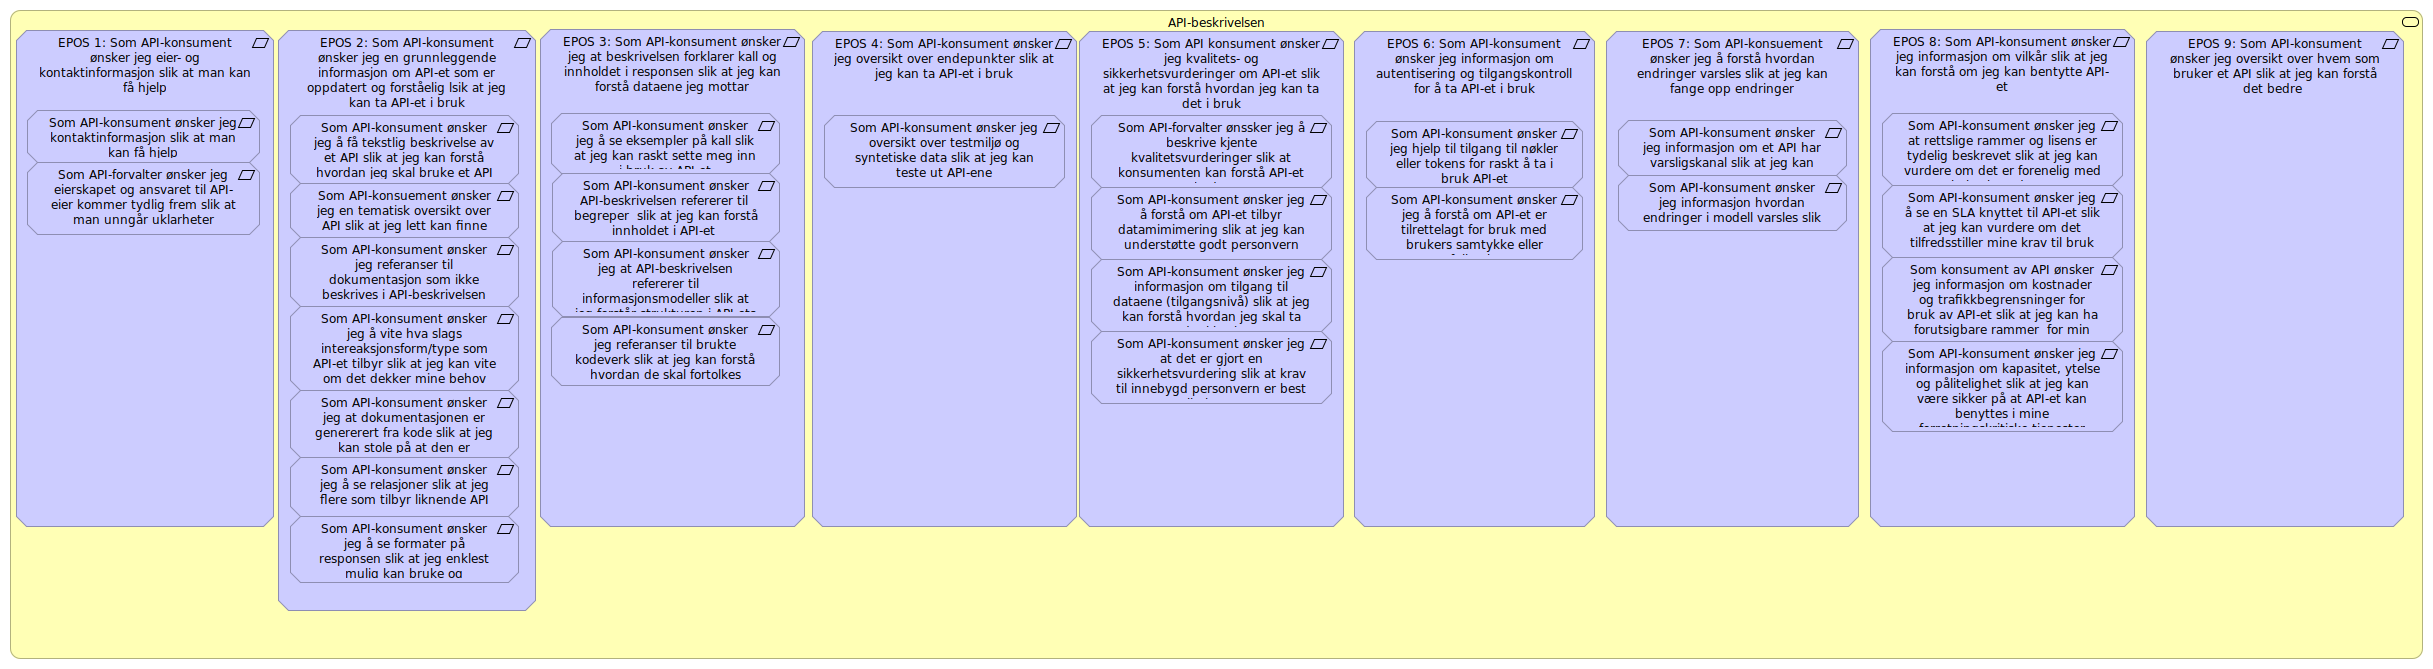 API-beskrivelsen
EPOS 1: Som API-konsument
ønsker jeg eier- og
kontaktinformasjon slik at man kan
få hjelp
Som API-konsument ønsker jeg
kontaktinformasjon slik at man
kan få hjelp
Som API-forvalter ønsker jeg
eierskapet og ansvaret til API-
eier kommer tydlig frem slik at
man unngår uklarheter
EPOS 2: Som API-konsument
ønsker jeg en grunnleggende
informasjon om API-et som er
oppdatert og forståelig lsik at jeg
kan ta API-et i bruk
Som API-konsument ønsker
jeg å få tekstlig beskrivelse av
et API slik at jeg kan forstå
hvordan jeg skal bruke et API
Som API-konsuement ønsker
jeg en tematisk oversikt over
API slik at jeg lett kan finne
Som API-konsument ønsker
jeg referanser til
dokumentasjon som ikke
beskrives i API-beskrivelsen
Som API-konsument ønsker
jeg å vite hva slags
intereaksjonsform/type som
API-et tilbyr slik at jeg kan vite
om det dekker mine behov
Som API-konsument ønsker
jeg at dokumentasjonen er
genererert fra kode slik at jeg
kan stole på at den er
Som API-konsument ønsker
jeg å se relasjoner slik at jeg
flere som tilbyr liknende API
Som API-konsument ønsker
jeg å se formater på
responsen slik at jeg enklest
mulig kan bruke og
EPOS 3: Som API-konsument ønsker
jeg at beskrivelsen forklarer kall og
innholdet i responsen slik at jeg kan
forstå dataene jeg mottar
Som API-konsument ønsker
jeg å se eksempler på kall slik
at jeg kan raskt sette meg inn
i bruk av API-et
Som API-konsument ønsker
API-beskrivelsen refererer til
begreper  slik at jeg kan forstå
innholdet i API-et
Som API-konsument ønsker
jeg at API-beskrivelsen
refererer til
informasjonsmodeller slik at
jeg forstår strukturen i API-ets
Som API-konsument ønsker
jeg referanser til brukte
kodeverk slik at jeg kan forstå
hvordan de skal fortolkes
EPOS 4: Som API-konsument ønsker
jeg oversikt over endepunkter slik at
jeg kan ta API-et i bruk
Som API-konsument ønsker jeg
oversikt over testmiljø og
syntetiske data slik at jeg kan
teste ut API-ene
EPOS 5: Som API konsument ønsker
jeg kvalitets- og
sikkerhetsvurderinger om API-et slik
at jeg kan forstå hvordan jeg kan ta
det i bruk
Som API-forvalter ønssker jeg å
beskrive kjente
kvalitetsvurderinger slik at
konsumenten kan forstå API-et
Som API-konsument ønsker jeg
å forstå om API-et tilbyr
datamimimering slik at jeg kan
understøtte godt personvern
Som API-konsument ønsker jeg
informasjon om tilgang til
dataene (tilgangsnivå) slik at jeg
kan forstå hvordan jeg skal ta
Som API-konsument ønsker jeg
at det er gjort en
sikkerhetsvurdering slik at krav
til innebygd personvern er best
EPOS 6: Som API-konsument
ønsker jeg informasjon om
autentisering og tilgangskontroll
for å ta API-et i bruk
Som API-konsument ønsker
jeg hjelp til tilgang til nøkler
eller tokens for raskt å ta i
bruk API-et
Som API-konsument ønsker
jeg å forstå om API-et er
tilrettelagt for bruk med
brukers samtykke eller
EPOS 7: Som API-konsuement
ønsker jeg å forstå hvordan
endringer varsles slik at jeg kan
fange opp endringer
Som API-konsument ønsker
jeg informasjon om et API har
varsligskanal slik at jeg kan
Som API-konsument ønsker
jeg informasjon hvordan
endringer i modell varsles slik
EPOS 8: Som API-konsument ønsker
jeg informasjon om vilkår slik at jeg
kan forstå om jeg kan bentytte API-
et
Som API-konsument ønsker jeg
at rettslige rammer og lisens er
tydelig beskrevet slik at jeg kan
vurdere om det er forenelig med
Som API-konsument ønsker jeg
å se en SLA knyttet til API-et slik
at jeg kan vurdere om det
tilfredsstiller mine krav til bruk
Som konsument av API ønsker
jeg informasjon om kostnader
og trafikkbegrensninger for
bruk av API-et slik at jeg kan ha
forutsigbare rammer  for min
Som API-konsument ønsker jeg
informasjon om kapasitet, ytelse
og pålitelighet slik at jeg kan
være sikker på at API-et kan
benyttes i mine
forretningskritiske tjenester
EPOS 9: Som API-konsument
ønsker jeg oversikt over hvem som
bruker et API slik at jeg kan forstå
det bedre